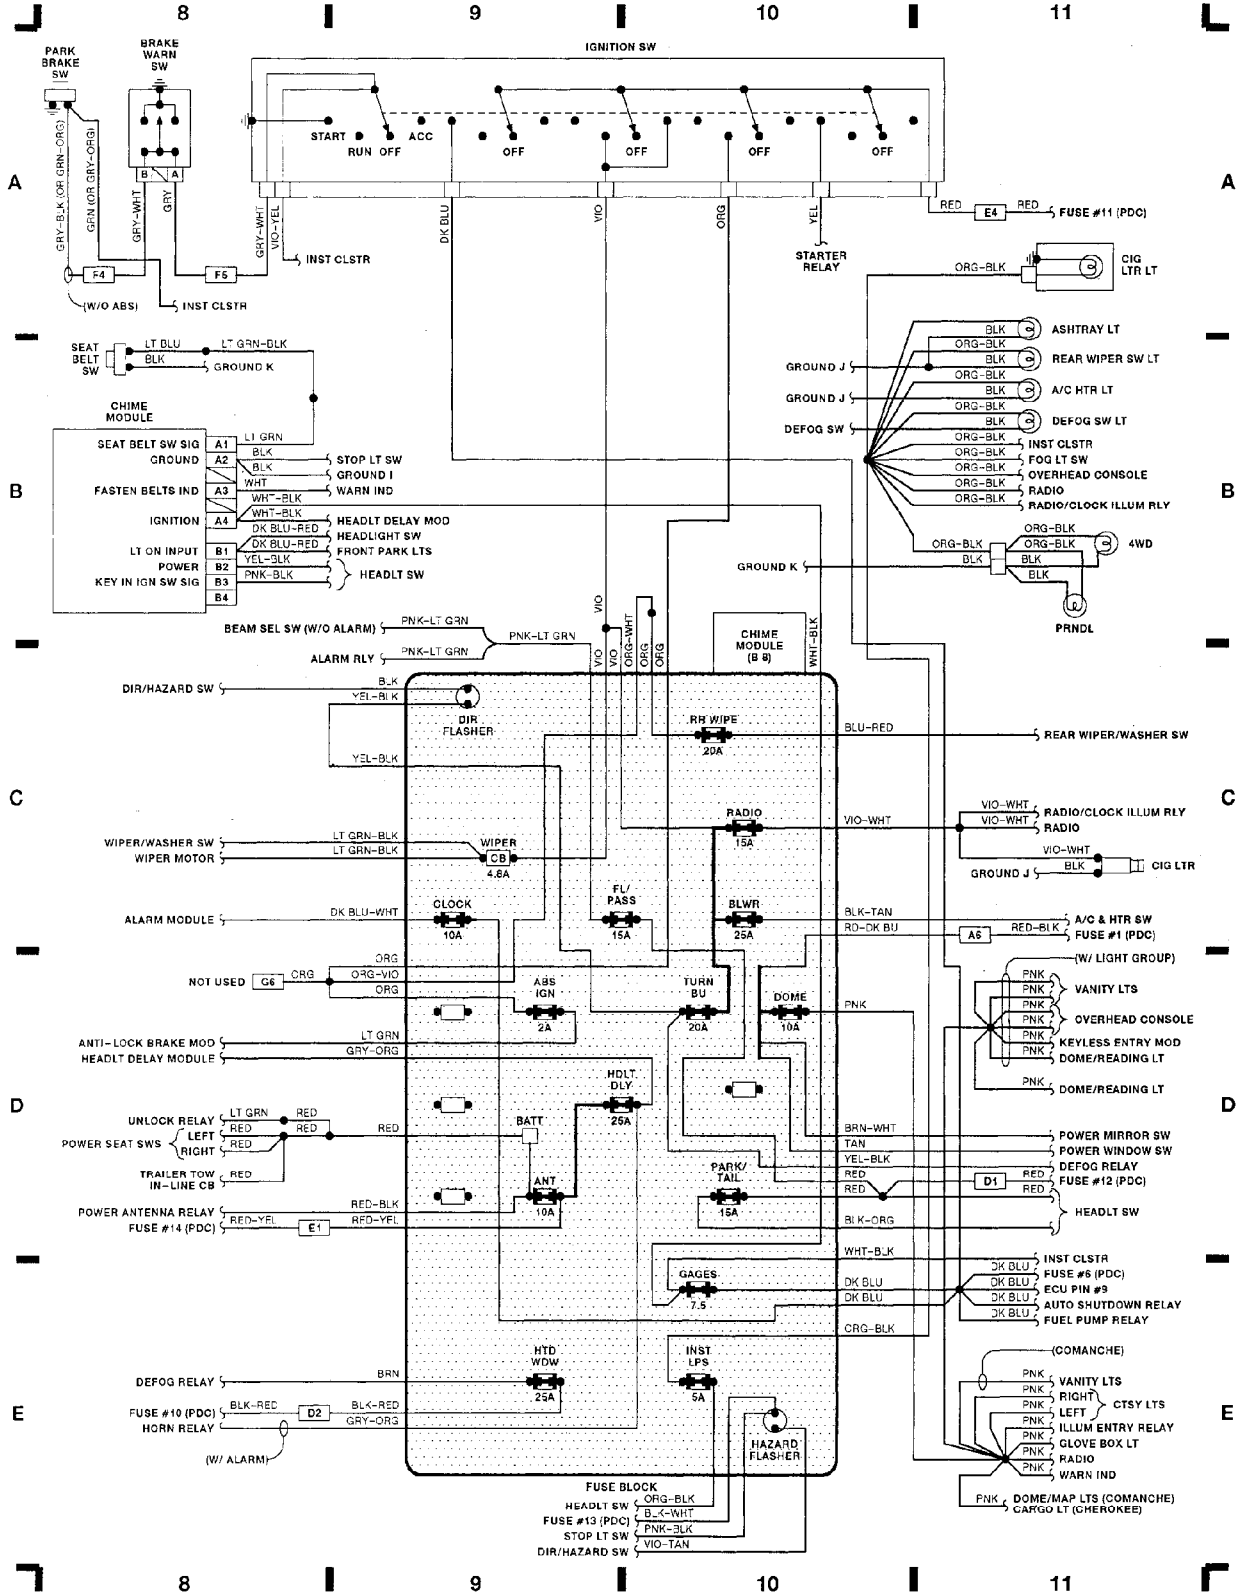 8 9 10 11
PARK
BRAKE
SW
BRAKE
WARN
SW
IGNITION SW
START
RUN OFF
ACC
OFF
OFF
OFF
OFF
B A
A
A
GRY-BLK (OR GRN-ORG)
GRN (OR GRY-ORG)
GRY-WHT
GRY
GRY-WHT
VIO-YEL
DK BLU
VIO
ORG
YEL
RED E4 RED FUSE #11 (PDC)
F4
F5
INST CLSTR
STARTER
RELAY
(W/O ABS)
INST CLSTR
ORG-BLK
CIG
LTR LT
SEAT
BELT
SW
LT BLU
LT GRN-BLK
BLK
GROUND K
BLK ASHTRAY LT
ORG-BLK
GROUND J
BLK REAR WIPER SW LT
ORG-BLK
GROUND J
BLK A/C HTR LT
ORG-BLK
DEFOG SW
BLK DEFOG SW LT
ORG-BLK INST CLSTR
ORG-BLK FOG LT SW
ORG-BLK OVERHEAD CONSOLE
ORG-BLK RADIO
ORG-BLK RADIO/CLOCK ILLUM RLY
CHIME
MODULE
SEAT BELT SW SIG A1 LT GRN
GROUND A2 BLK STOP LT SW
BLK GROUND I
FASTEN BELTS IND A3 WHT WARN IND
WHT-BLK
IGNITION A4 WHT-BLK HEADLT DELAY MOD
DK BLU-RED HEADLIGHT SW
LT ON INPUT B1 DK BLU-RED FRONT PARK LTS
POWER B2 YEL-BLK
KEY IN IGN SW SIG B3 PNK-BLK
HEADLT SW
B4
B
B
ORG-BLK
ORG-BLK
ORG-BLK
4WD
GROUND K
BLK
BLK
BLK
PRNDL
BEAM SEL SW (W/O ALARM) PNK-LT GRN
PNK-LT GRN
ALARM RLY PNK-LT GRN
VIO
VIO
VIO
ORG-WHT
ORG
ORG
CHIME
MODULE
(B 8)
WHT-BLK
DIR/HAZARD SW
BLK
YEL-BLK
DIR
FLASHER
RR WIPE
20A
BLU-RED
REAR WIPER/WASHER SW
YEL-BLK
C
C
RADIO
15A
VIO-WHT
VIO-WHT RADIO/CLOCK ILLUM RLY
VIO-WHT RADIO
VIO-WHT
GROUND J
BLK
CIG LTR
WIPER/WASHER SW LT GRN-BLK
WIPER MOTOR LT GRN-BLK
WIPER
CB
4.8A
ALARM MODULE
DK BLU-WHT
CLOCK
10A
FL/
PASS
15A
BLWR
25A
BLK-TAN
A/C & HTR SW
RD-DK BU
A6
RED-BLK FUSE #1 (PDC)
(W/ LIGHT GROUP)
NOT USED G6 ORG
ORG
ORG-VIO
ORG
ABS
IGN
2A
TURN
BU
20A
DOME
10A
PNK
PNK
PNK
VANITY LTS
PNK
PNK
OVERHEAD CONSOLE
PNK KEYLESS ENTRY MOD
PNK DOME/READING LT
PNK DOME/READING LT
ANTI-LOCK BRAKE MOD LT GRN
HEADLT DELAY MODULE GRY-ORG
HDLT
DLY
25A
D
D
UNLOCK RELAY LT GRN RED
POWER SEAT SWS
LEFT RED
RIGHT RED
RED
RED
TRAILER TOW
IN-LINE CB RED
BATT
ANT
10A
POWER ANTENNA RELAY RED-BLK
FUSE #14 (PDC) RED-YEL E1 RED-YEL
BRN-WHT POWER MIRROR SW
TAN POWER WINDOW SW
YEL-BLK DEFOG RELAY
RED D1 RED FUSE #12 (PDC)
RED RED
HEADLT SW
BLK-ORG
PARK/
TAIL
15A
WHT-BLK INST CLSTR
DK BLU FUSE #6 (PDC)
DK BLU DK BLU ECU PIN #9
DK BLU DK BLU AUTO SHUTDOWN RELAY
DK BLU FUEL PUMP RELAY
GAGES
7.5
ORG-BLK
(COMANCHE)
DEFOG RELAY BRN
HTD
WDW
25A
INST
LPS
5A
FUSE #10 (PDC) BLK-RED D2 BLK-RED
HORN RELAY GRY-ORG
(W/ ALARM)
E
E
HAZARD
FLASHER
PNK VANITY LTS
PNK RIGHT
PNK LEFT
CTSY LTS
PNK ILLUM ENTRY RELAY
PNK GLOVE BOX LT
PNK RADIO
PNK WARN IND
PNK DOME/MAP LTS (COMANCHE)
CARGO LT (CHEROKEE)
FUSE BLOCK
HEADLT SW ORG-BLK
FUSE #13 (PDC) BLK-WHT
STOP LT SW PNK-BLK
DIR/HAZARD SW VIO-TAN
8 9 10 11